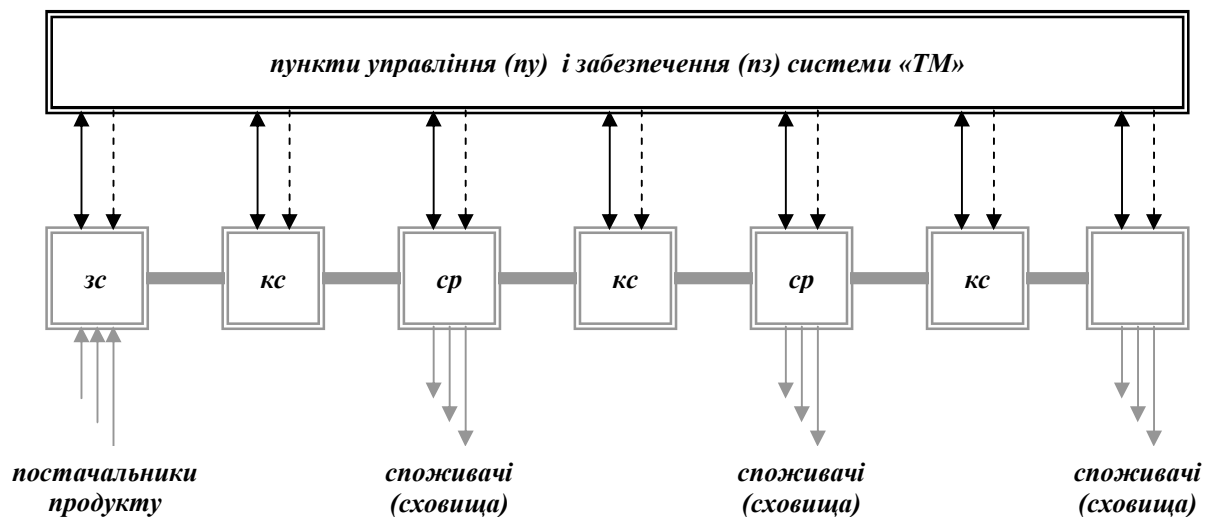 пункти управління (пу) і забезпечення (пз) системи «ТМ»
зс кс ср кс ср кс
постачальники споживачі споживачі споживачі
продукту (сховища) (сховища) (сховища)